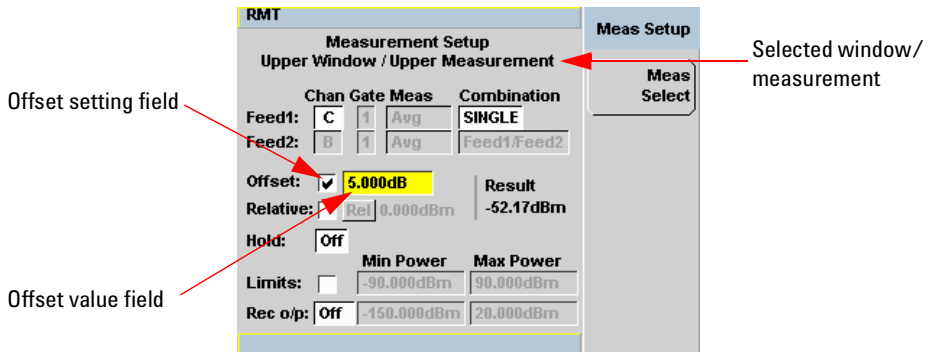 RMT
Meas Setup
Measurement Setup
Upper Window / Upper Measurement
Selected window/
measurement
Meas
Select
Offset setting field
Chan Gate Meas Combination
Feed1: C 1 Avg SINGLE
Feed2: B 1 Avg Feed1/Feed2
Offset: 5.000dB Result
Relative: Rel 0.000dBm -52.17dBm
Hold: Off
Min Power Max Power
Limits: -90.000dBm 90.000dBm
Offset value field
Rec o/p: Off -150.000dBm 20.000dBm